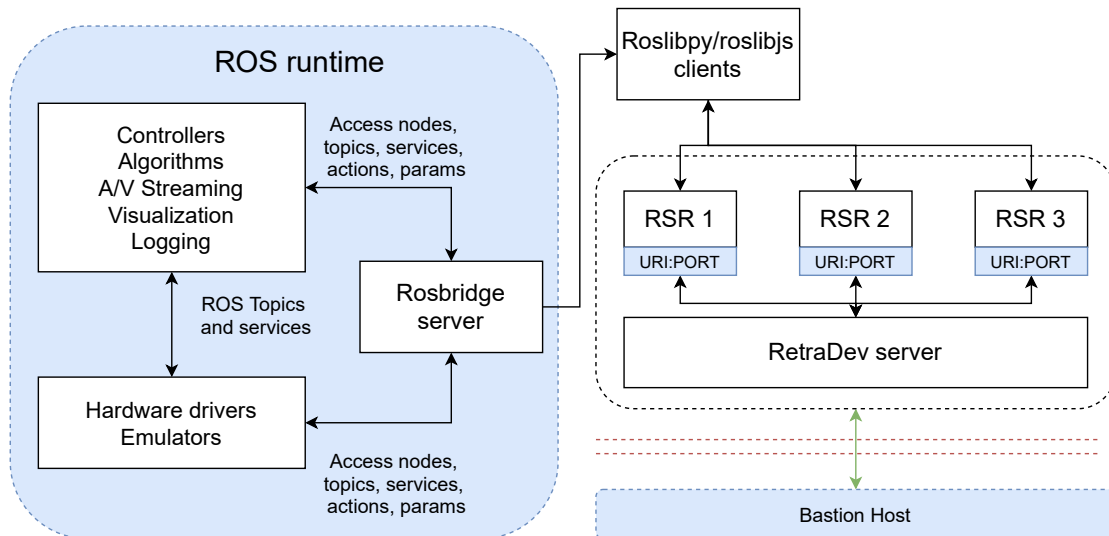 ROS runtime
Controllers
Algorithms
A/V Streaming
Visualization
Logging
Access nodes,
topics, services,
actions, params
ROS Topics
and services
Rosbridge
server
Hardware drivers
Emulators
Access nodes,
topics, services,
actions, params
Roslibpy/roslibjs
clients
RSR 1
URI:PORT
RSR 2
URI:PORT
RSR 3
URI:PORT
RetraDev server
Bastion Host